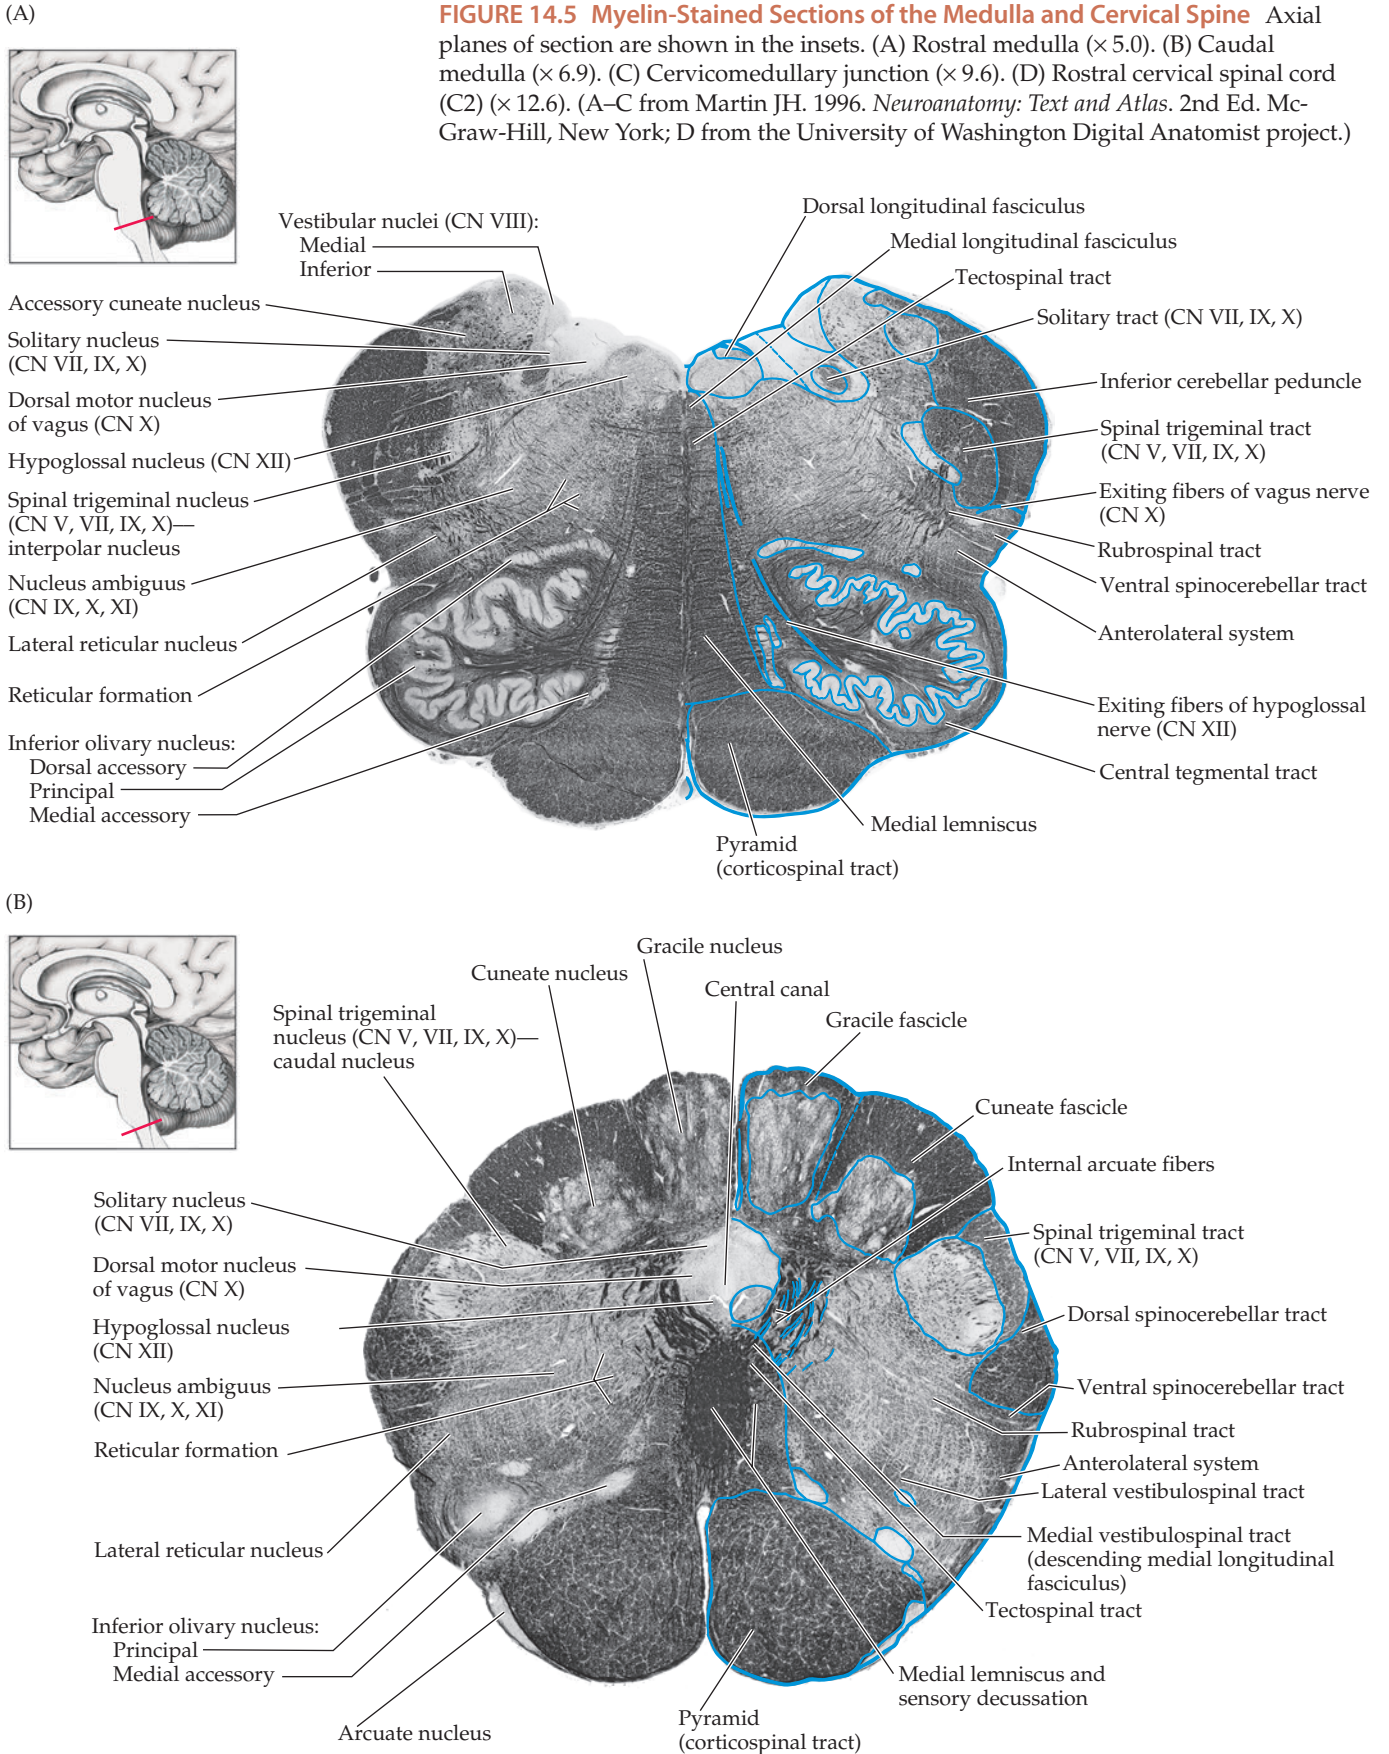 (A)
FIGURE 14.5 Myelin-Stained Sections of the Medulla and Cervical Spine Axial
planes of section are shown in the insets. (A) Rostral medulla (× 5.0). (B) Caudal
medulla (× 6.9). (C) Cervicomedullary junction (× 9.6). (D) Rostral cervical spinal cord
(C2) (× 12.6). (A–C from Martin JH. 1996. Neuroanatomy: Text and Atlas. 2nd Ed. Mc-
Graw-Hill, New York; D from the University of Washington Digital Anatomist project.)
Vestibular nuclei (CN VIII):
Medial
Inferior
Accessory cuneate nucleus
Solitary nucleus
(CN VII, IX, X)
Dorsal motor nucleus
of vagus (CN X)
Hypoglossal nucleus (CN XII)
Spinal trigeminal nucleus
(CN V, VII, IX, X)—
interpolar nucleus
Nucleus ambiguus
(CN IX, X, XI)
Lateral reticular nucleus
Reticular formation
Inferior olivary nucleus:
Dorsal accessory
Principal
Medial accessory
Dorsal longitudinal fasciculus
Medial longitudinal fasciculus
Tectospinal tract
Solitary tract (CN VII, IX, X)
Inferior cerebellar peduncle
Spinal trigeminal tract
(CN V, VII, IX, X)
Exiting fibers of vagus nerve
(CN X)
Rubrospinal tract
Ventral spinocerebellar tract
Anterolateral system
Exiting fibers of hypoglossal
nerve (CN XII)
Central tegmental tract
Medial lemniscus
Pyramid
(corticospinal tract)
(B)
Gracile nucleus
Cuneate nucleus
Central canal
Spinal trigeminal
nucleus (CN V, VII, IX, X)—
caudal nucleus
Gracile fascicle
Cuneate fascicle
Internal arcuate fibers
Solitary nucleus
(CN VII, IX, X)
Dorsal motor nucleus
of vagus (CN X)
Hypoglossal nucleus
(CN XII)
Nucleus ambiguus
(CN IX, X, XI)
Reticular formation
Lateral reticular nucleus
Inferior olivary nucleus:
Principal
Medial accessory
Arcuate nucleus
Spinal trigeminal tract
(CN V, VII, IX, X)
Dorsal spinocerebellar tract
Ventral spinocerebellar tract
Rubrospinal tract
Anterolateral system
Lateral vestibulospinal tract
Medial vestibulospinal tract
(descending medial longitudinal
fasciculus)
Tectospinal tract
Medial lemniscus and
sensory decussation
Pyramid
(corticospinal tract)